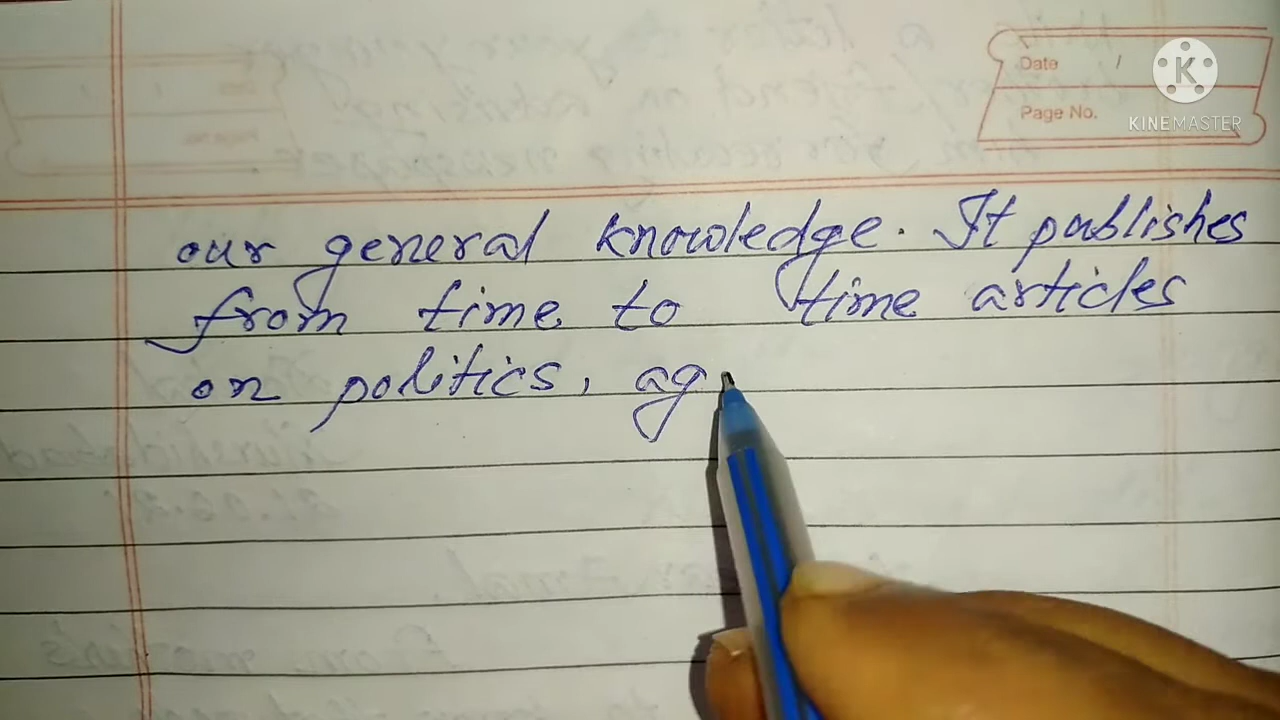 Date /
KINEMASTER
Page No.
our general knowledge. It publishes
from time to time articles
on politics, ag